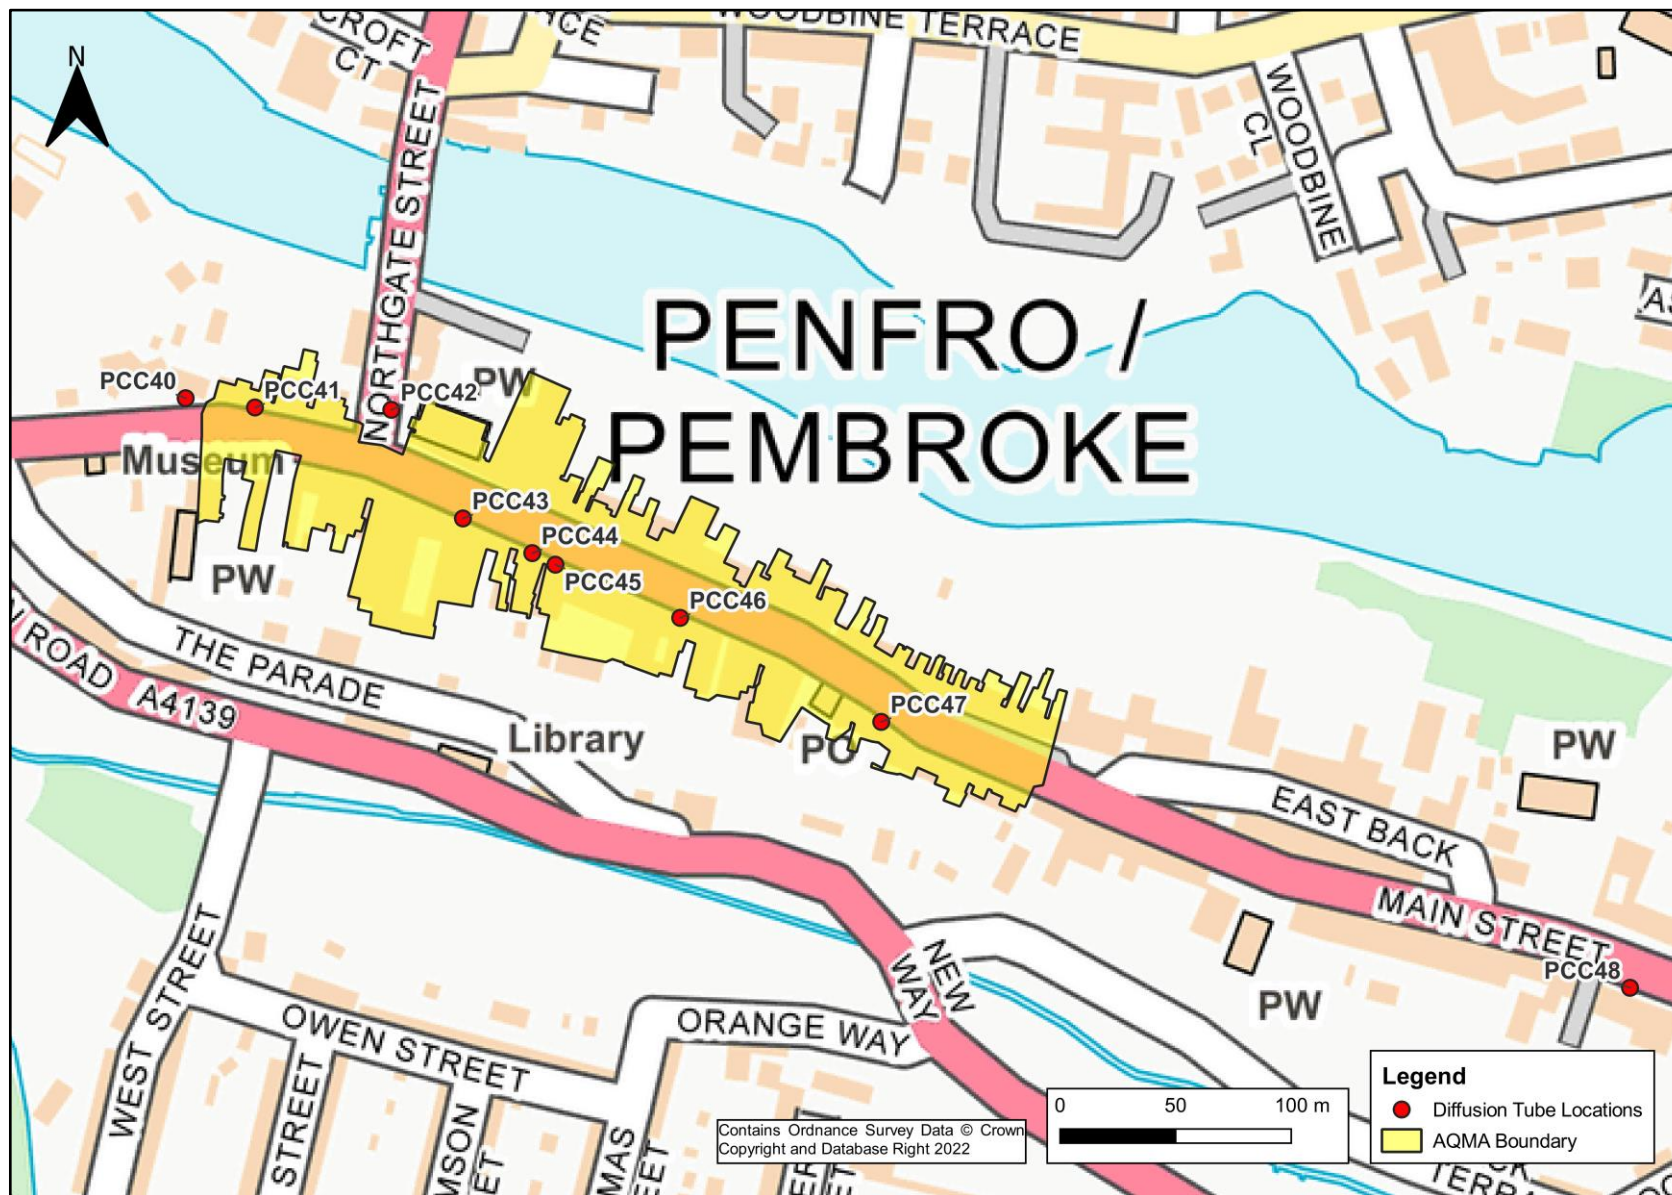 CROFT
CT
WOODBINE TERRACE
N
NORTHGATE STREET
WOODBINE
CL
PENFRO /
PEMBROKE
PCC40
PCC41
PCC42
PW
Museum
PCC43
PCC44
PCC45
PCC46
PCC47
PW
THE PARADE
ROAD A4139
Library
PO
PW
EAST BACK
MAIN STREET
PCC48
NEW
WAY
PW
WEST STREET
OWEN STREET
ORANGE WAY
STREET
Contains Ordnance Survey Data © Crown
Copyright and Database Right 2022
0 50 100 m
Legend
Diffusion Tube Locations
AQMA Boundary